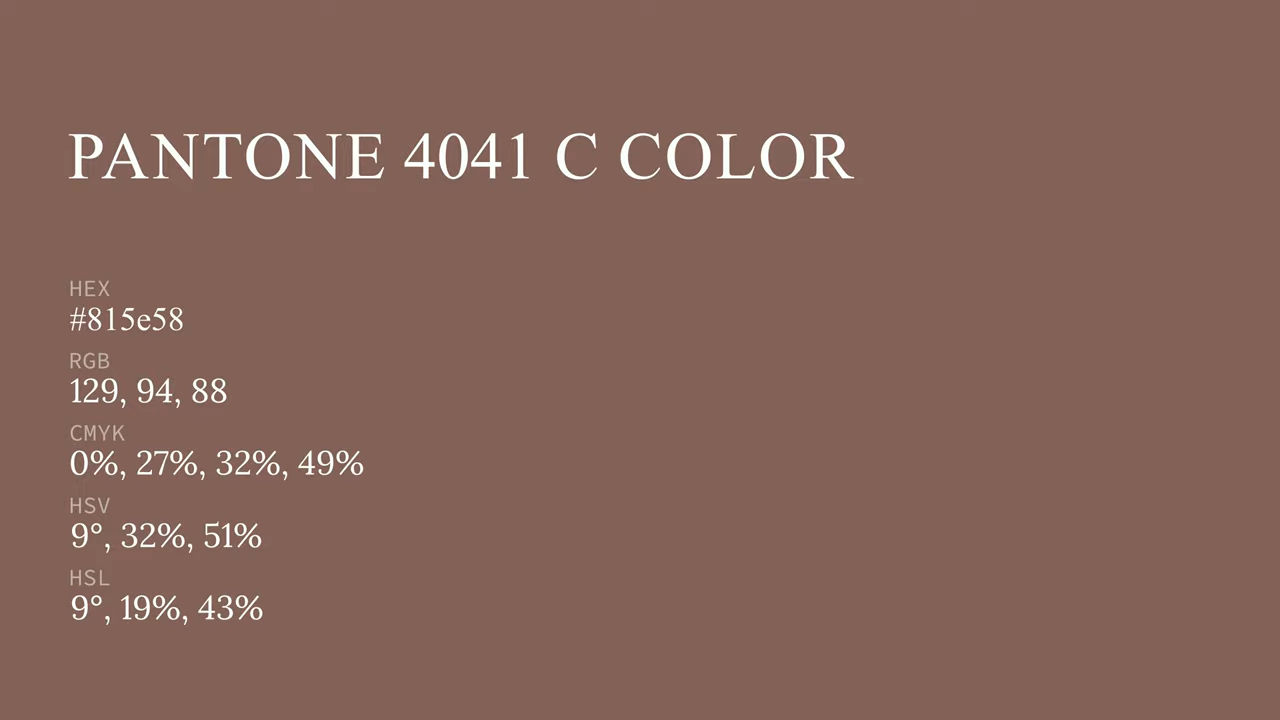 PANTONE 4041 C COLOR
HEX
#815e58
RGB
129, 94, 88
CMYK
0%, 27%, 32%, 49%
HSV
9°, 32%, 51%
HSL
9°, 19%, 43%